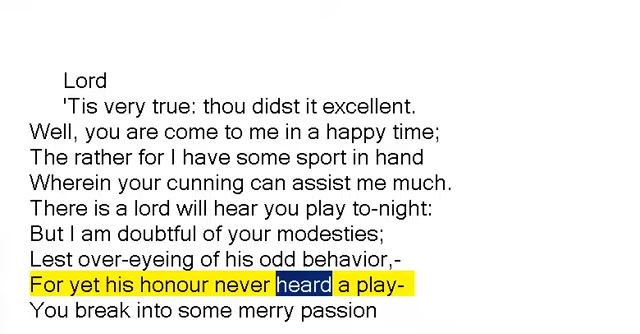 Lord
'Tis very true: thou didst it excellent.
Well, you are come to me in a happy time;
The rather for I have some sport in hand
Wherein your cunning can assist me much.
There is a lord will hear you play to-night:
But I am doubtful of your modesties;
Lest over-eyeing of his odd behavior,-
For yet his honour never heard a play-
You break into some merry passion